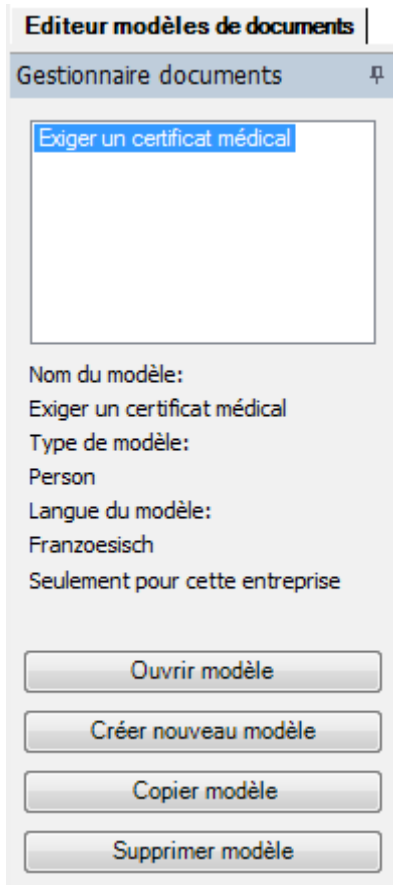 Editeur modèles de documents
Gestionnaire documents
Exiger un certificat médical
Nom du modèle:
Exiger un certificat médical
Type de modèle:
Person
Langue du modèle:
Franzoesisch
Seulement pour cette entreprise
Ouvrir modèle
Créer nouveau modèle
Copier modèle
Supprimer modèle